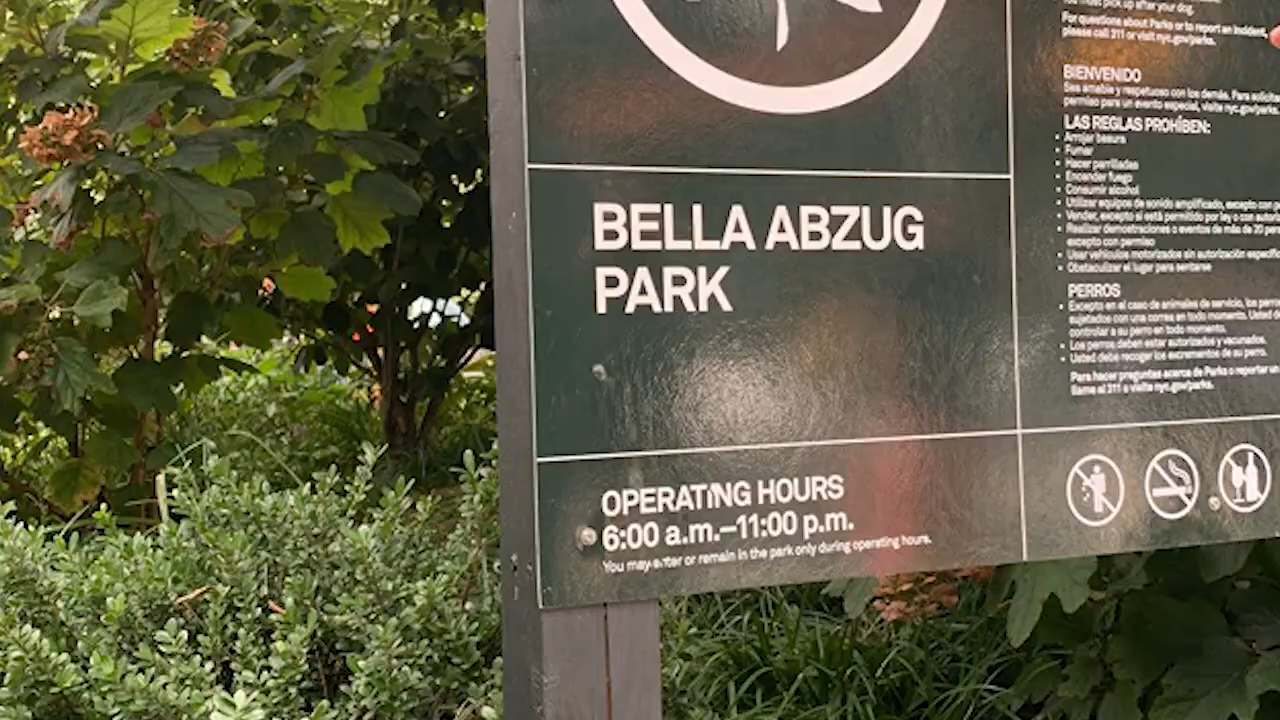 BELLA ABZUG
PARK
OPERATING HOURS
6:00 a.m.–11:00 p.m.
You may enter or remain in the park only during operating hours.
You must pick up after your dog.
For questions about Parks or to report an incident,
please call 311 or visit nyc.gov/parks.
BIENVENIDO
Sea amable y respetuoso con los demás. Para solicita
permiso para un evento especial, visite nyc.gov/parks.
LAS REGLAS PROHÍBEN:
• Arrojar basura
• Fumar
• Hacer parrilladas
• Encender fuego
• Consumir alcohol
• Utilizar equipos de sonido amplificado, excepto con
• Vender, excepto si está permitido por ley o con
• Realizar demostraciones o eventos de más de 20
excepto con permiso
• Usar vehículos motorizados sin autorización
• Obstaculizar el lugar para sentarse
PERROS
• Excepto en el caso de animales de servicio, los
sujetados con una correa en todo momento. Usted
controlar a su perro en todo momento.
• Los perros deben estar autorizados y vacunados.
• Usted debe recoger los excrementos de su perro.
Para hacer preguntas acerca de Parks o reportar un
llame al 311 o visite nyc.gov/parks.